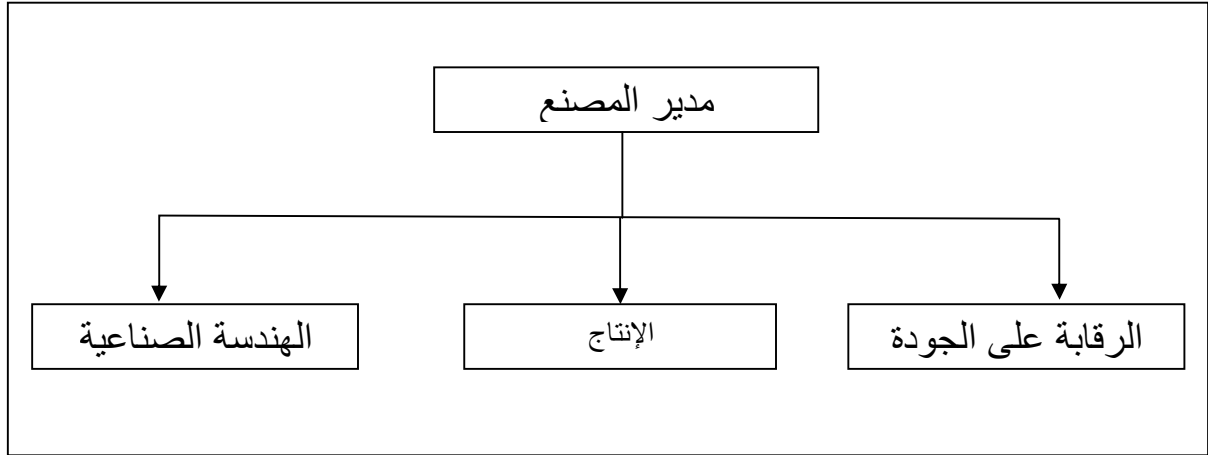 مدير المصنع
الرقابة على الجودة
الإنتاج
الهندسة الصناعية